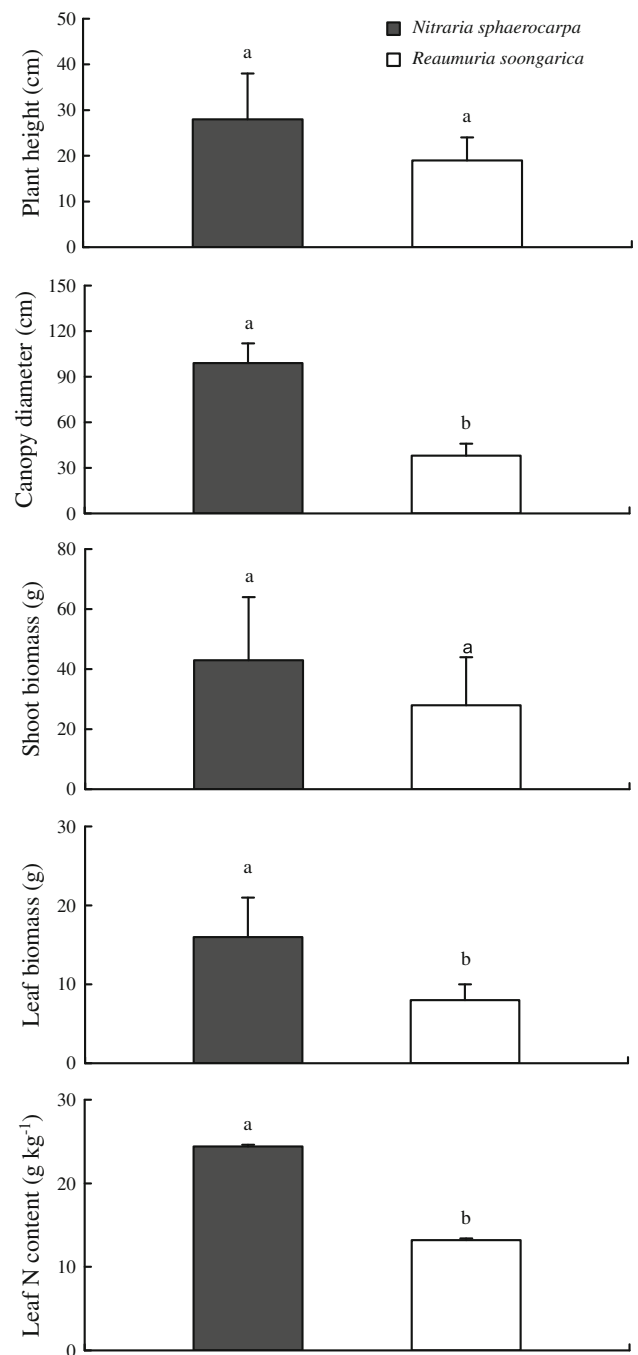 Nitraria sphaerocarpa
Reaumuria soongarica
Plant height (cm)
50
40
30
20
10
0
a
a
Canopy diameter (cm)
150
120
90
60
30
0
a
b
Shoot biomass (g)
80
60
40
20
0
a
a
Leaf biomass (g)
30
20
10
0
a
b
Leaf N content (g kg⁻¹)
30
20
10
0
a
b